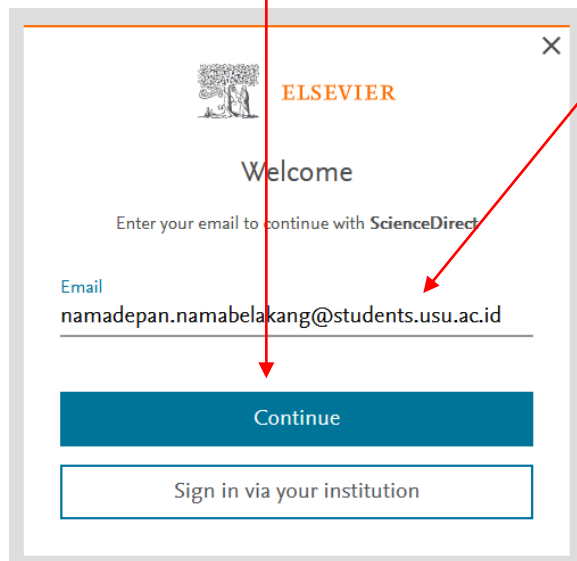 ELSEVIER
Welcome
Enter your email to continue with ScienceDirect
Email
namadepan.namabelakang@students.usu.ac.id
Continue
Sign in via your institution